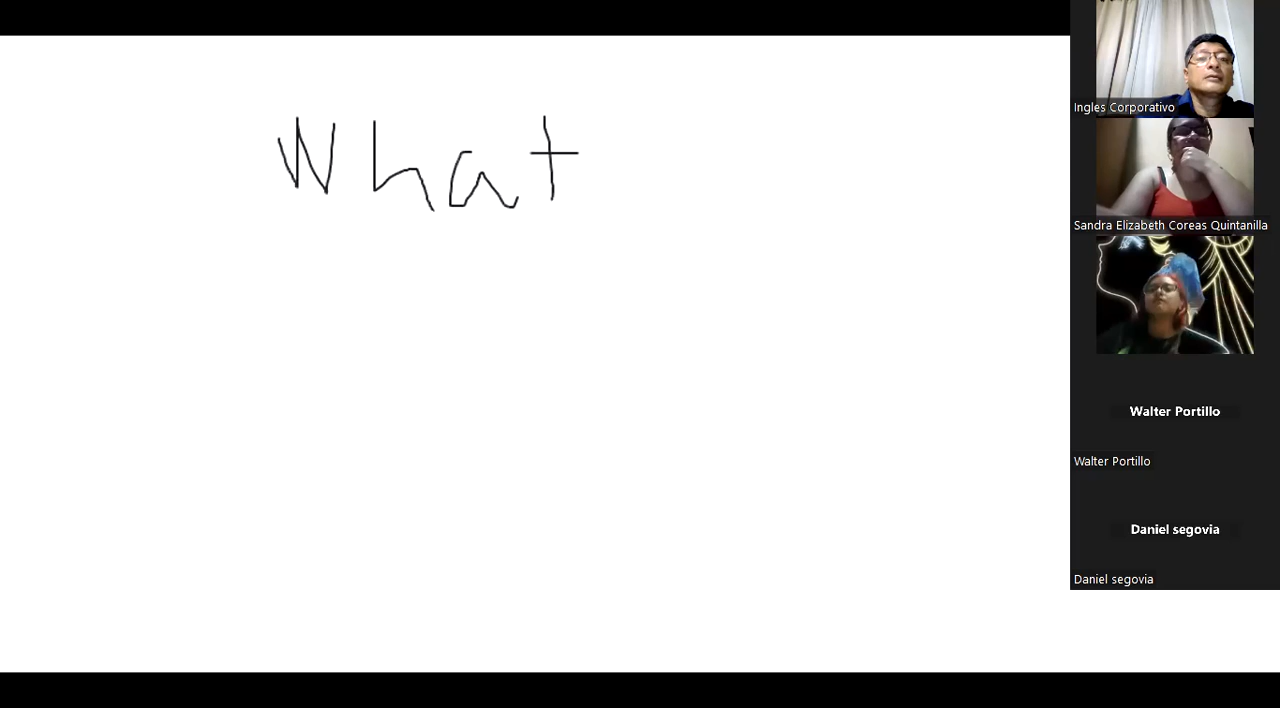 What
Ingles Corporativo
Sandra Elizabeth Coreas Quintanilla
Walter Portillo
Walter Portillo
Daniel segovia
Daniel segovia